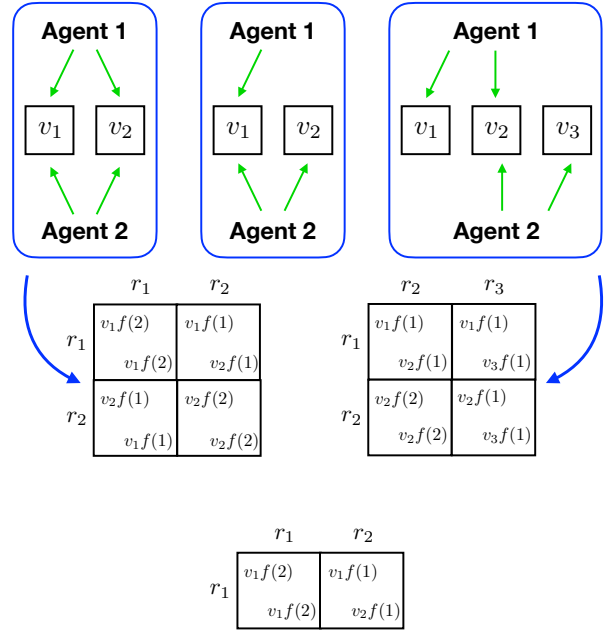 Agent 1 Agent 1 Agent 1
v₁ v₂ v₁ v₂ v₁ v₂ v₃
Agent 2 Agent 2 Agent 2
r₁ r₂ r₂ r₃
r₁ v₁f(2) v₁f(1) r₁ v₁f(1) v₁f(1)
v₁f(2) v₂f(1) v₂f(1) v₃f(1)
r₂ v₂f(1) v₂f(2) r₂ v₂f(2) v₂f(1)
v₁f(1) v₂f(2) v₂f(2) v₃f(1)
r₁ r₂
r₁ v₁f(2) v₁f(1)
v₁f(2) v₂f(1)